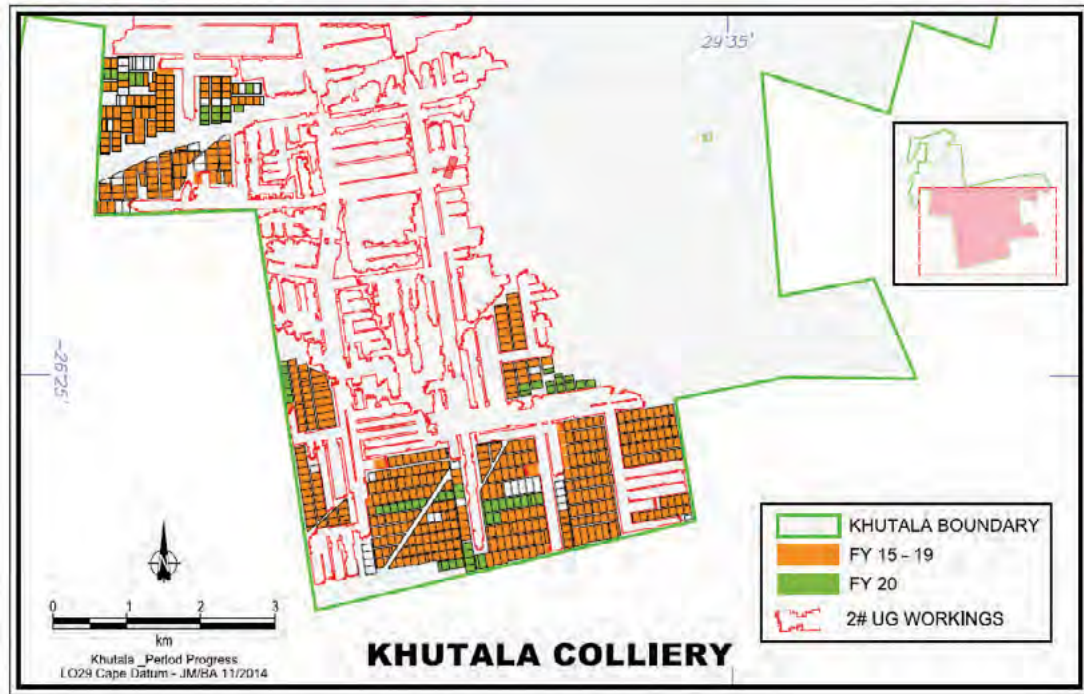 29°35'
-26°25'
KHUTALA BOUNDARY
FY 15 - 19
FY 20
2# UG WORKINGS
0 1 2 3
km
Khutala _Period Progress
LO29 Cape Datum - JM/BA 11/2014
KHUTALA COLLIERY